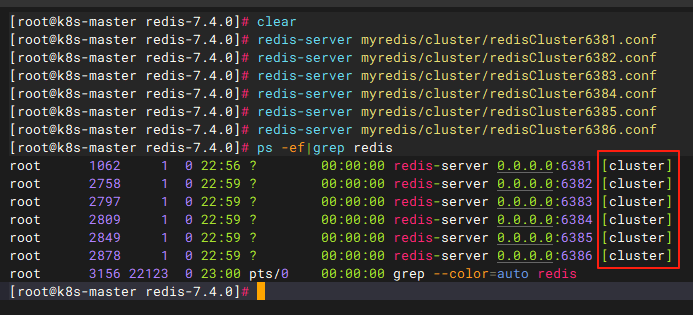 [root@k8s-master redis-7.4.0]# clear
[root@k8s-master redis-7.4.0]# redis-server myredis/cluster/redisCluster6381.conf
[root@k8s-master redis-7.4.0]# redis-server myredis/cluster/redisCluster6382.conf
[root@k8s-master redis-7.4.0]# redis-server myredis/cluster/redisCluster6383.conf
[root@k8s-master redis-7.4.0]# redis-server myredis/cluster/redisCluster6384.conf
[root@k8s-master redis-7.4.0]# redis-server myredis/cluster/redisCluster6385.conf
[root@k8s-master redis-7.4.0]# redis-server myredis/cluster/redisCluster6386.conf
[root@k8s-master redis-7.4.0]# ps -ef|grep redis
root 1062 1 0 22:56 ? 00:00:00 redis-server 0.0.0.0:6381 [cluster]
root 2758 1 0 22:59 ? 00:00:00 redis-server 0.0.0.0:6382 [cluster]
root 2797 1 0 22:59 ? 00:00:00 redis-server 0.0.0.0:6383 [cluster]
root 2809 1 0 22:59 ? 00:00:00 redis-server 0.0.0.0:6384 [cluster]
root 2849 1 0 22:59 ? 00:00:00 redis-server 0.0.0.0:6385 [cluster]
root 2878 1 0 22:59 ? 00:00:00 redis-server 0.0.0.0:6386 [cluster]
root 3156 22123 0 23:00 pts/0 00:00:00 grep --color=auto redis
[root@k8s-master redis-7.4.0]#